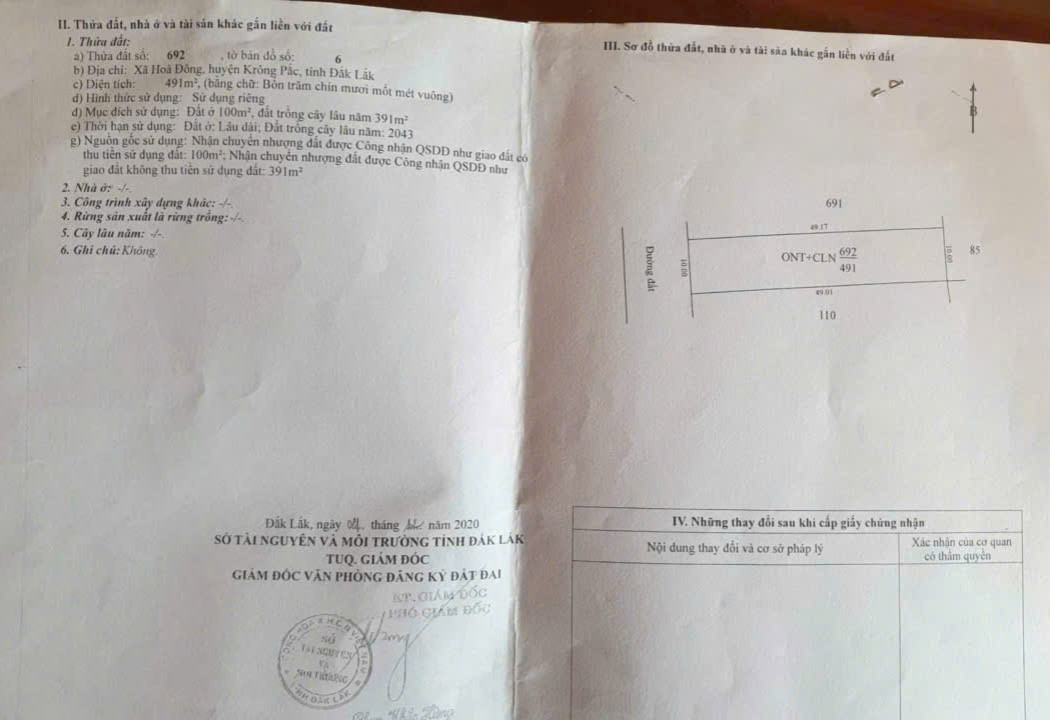 II. Thửa đất, nhà ở và tài sản khác gắn liền với đất
1. Thửa đất:
a) Thửa đất số: 692 , tờ bản đồ số: 6
b) Địa chỉ: Xã Hoà Đông, huyện Krông Pắc, tỉnh Đắk Lắk
c) Diện tích: 491m², (bằng chữ: Bốn trăm chín mươi mốt mét vuông)
d) Hình thức sử dụng: Sử dụng riêng
đ) Mục đích sử dụng: Đất ở 100m², đất trồng cây lâu năm 391m²
e) Thời hạn sử dụng: Đất ở: Lâu dài; Đất trồng cây lâu năm: 2043
g) Nguồn gốc sử dụng: Nhận chuyển nhượng đất được Công nhận QSDĐ như giao đất có
thu tiền sử dụng đất: 100m²; Nhận chuyển nhượng đất được Công nhận QSDĐ như
giao đất không thu tiền sử dụng đất: 391m²
2. Nhà ở: -/-.
3. Công trình xây dựng khác: -/-.
4. Rừng sản xuất là rừng trồng: -/-.
5. Cây lâu năm: -/-.
6. Ghi chú: Không.
Đắk Lắk, ngày 04 tháng năm 2020
SỞ TÀI NGUYÊN VÀ MÔI TRƯỜNG TỈNH ĐẮK LẮK
TUQ. GIÁM ĐỐC
GIÁM ĐỐC VĂN PHÒNG ĐĂNG KÝ ĐẤT ĐAI
KT. GIÁM ĐỐC
PHÓ GIÁM ĐỐC
SỞ
TÀI NGUYÊN
VÀ
MÔI TRƯỜNG
TỈNH ĐẮK LẮK
III. Sơ đồ thửa đất, nhà ở và tài sản khác gắn liền với đất
B
691
49.17
Đường đất
10.00
ONT+CLN 692
491
10.00
85
49.01
110
IV. Những thay đổi sau khi cấp giấy chứng nhận
Nội dung thay đổi và cơ sở pháp lý
Xác nhận của cơ quan
có thẩm quyền